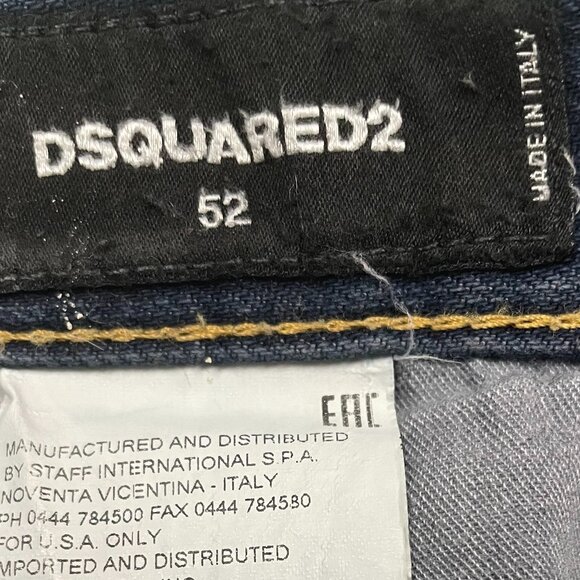 DSQUARED2
52
MADE IN ITALY
EAC
MANUFACTURED AND DISTRIBUTED
BY STAFF INTERNATIONAL S.P.A.
NOVENTA VICENTINA - ITALY
PH 0444 784500 FAX 0444 784580
FOR U.S.A. ONLY
IMPORTED AND DISTRIBUTED